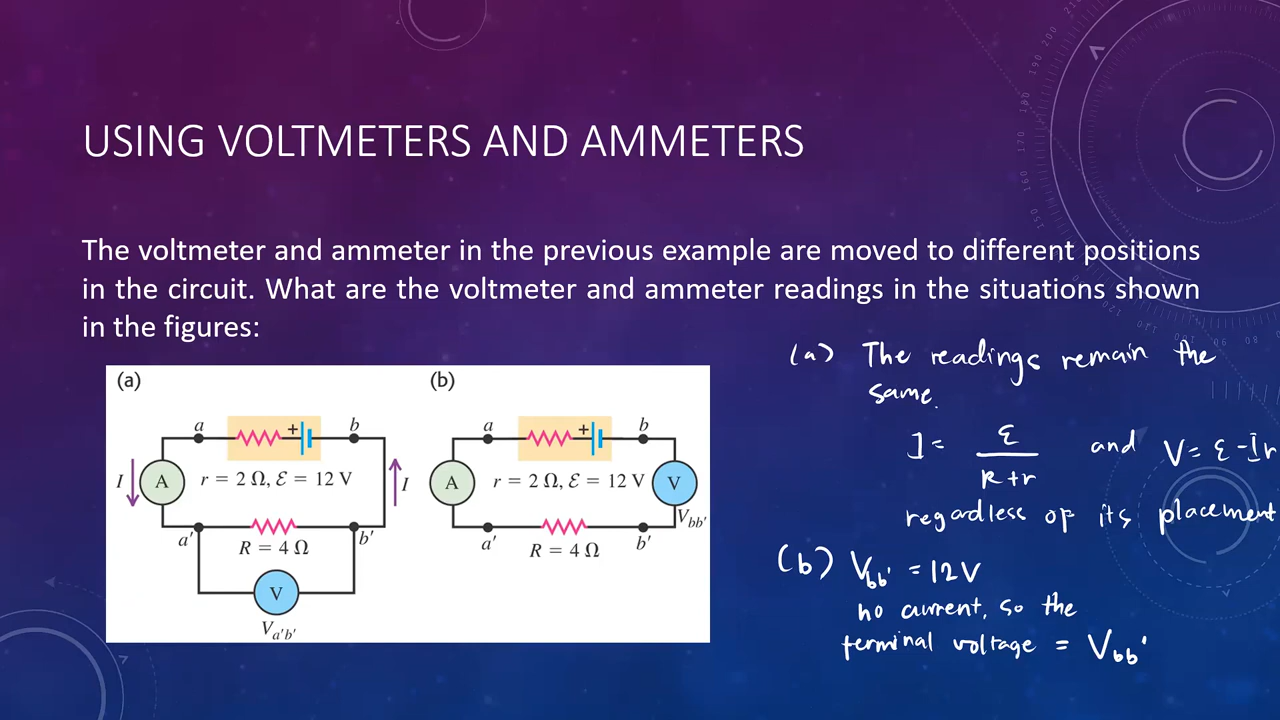 USING VOLTMETERS AND AMMETERS
The voltmeter and ammeter in the previous example are moved to different positions
in the circuit. What are the voltmeter and ammeter readings in the situations shown
in the figures:
(a)
a
+
b
I
A
r = 2 Ω, ℰ = 12 V
I
a'
R = 4 Ω
b'
V
Va'b'
(b)
a
+
b
A
r = 2 Ω, ℰ = 12 V
V
Vbb'
a'
R = 4 Ω
b'
(a) The readings remain the
same.
I = ℰ / R+r and V = ℰ - Ir
regardless of its placement
(b) Vbb' = 12V
no current, so the
terminal voltage = Vbb'